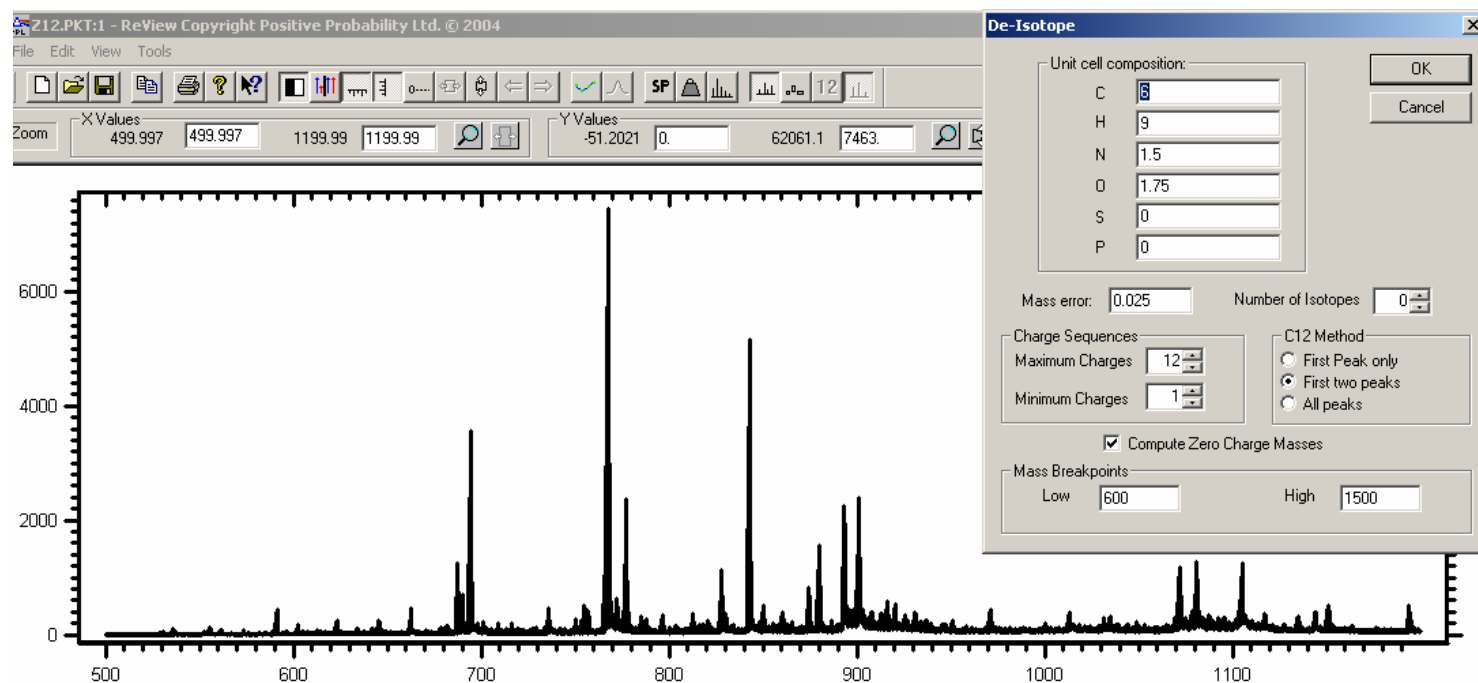 Z12.PKT:1 - ReView Copyright Positive Probability Ltd. © 2004
File Edit View Tools
SP 12
Zoom X Values 499.997 499.997 1199.99 1199.99 Y Values -51.2021 0. 62061.1 7463.
De-Isotope
Unit cell composition:
C 6
H 9
N 1.5
O 1.75
S 0
P 0
OK
Cancel
Mass error: 0.025 Number of Isotopes 0
Charge Sequences
Maximum Charges 12
Minimum Charges 1
C12 Method
First Peak only
First two peaks
All peaks
Compute Zero Charge Masses
Mass Breakpoints
Low 600 High 1500
6000
4000
2000
0
500 600 700 800 900 1000 1100